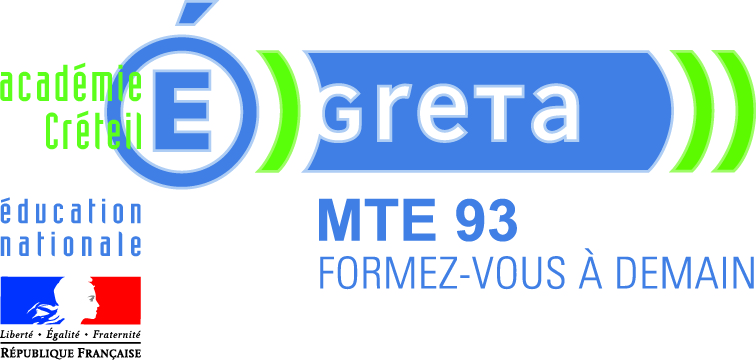 académie
Créteil
É
GRETA
éducation
nationale
MTE 93
FORMEZ-VOUS À DEMAIN
Liberté • Égalité • Fraternité
RÉPUBLIQUE FRANÇAISE